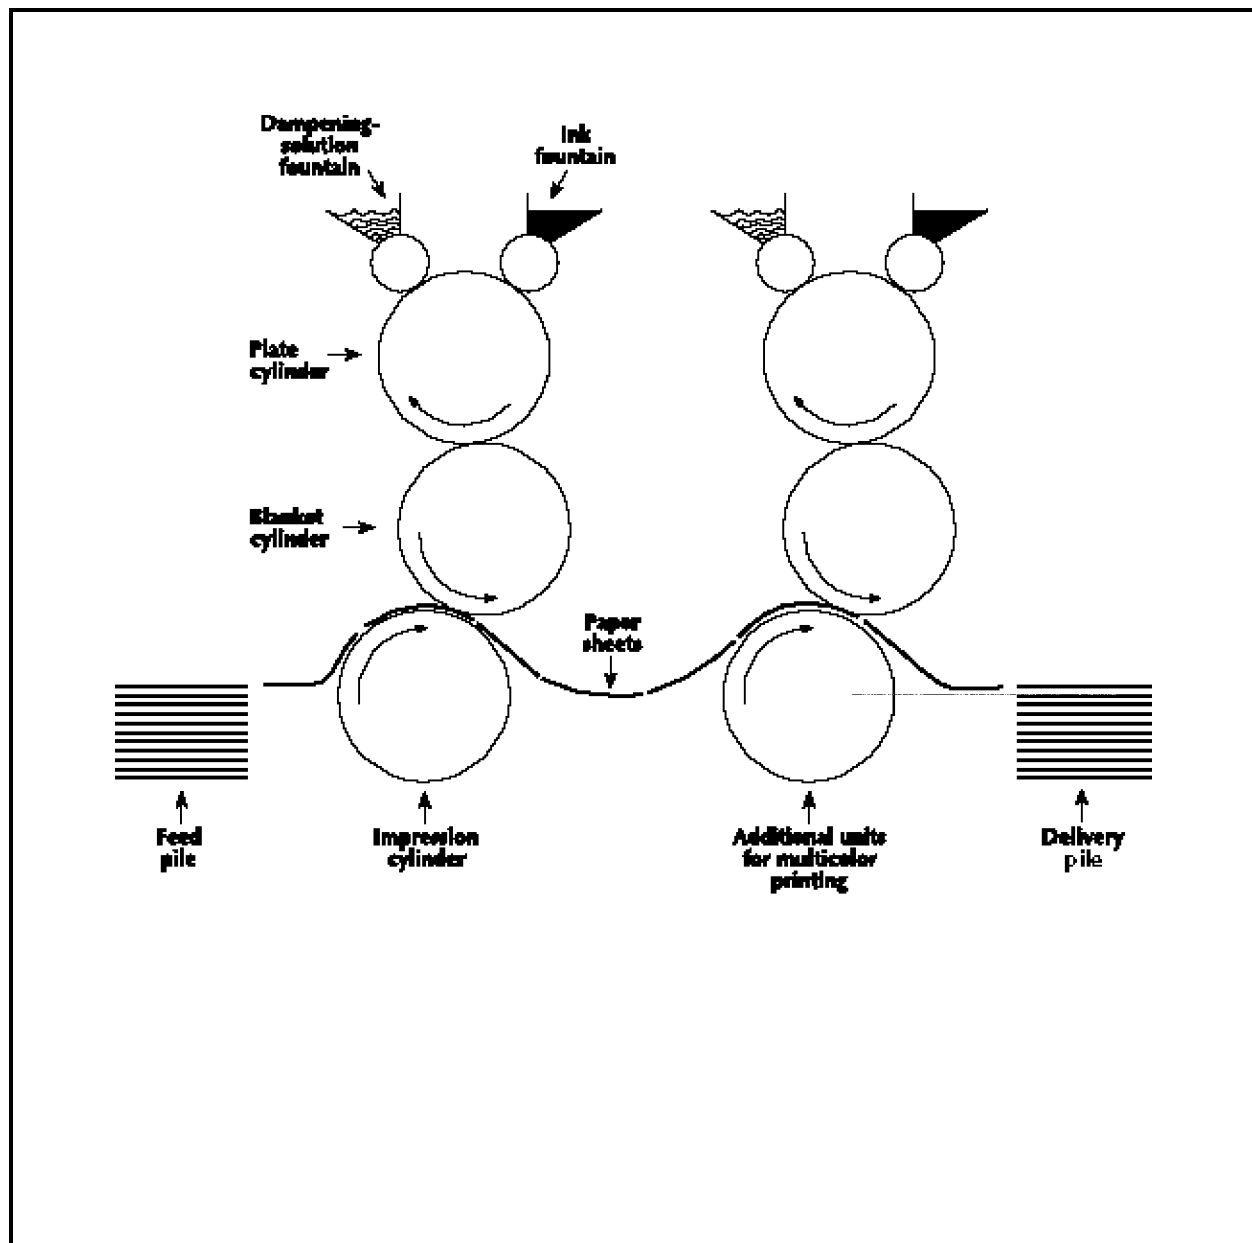 Dampening-
solution
fountain
Ink
fountain
Plate
cylinder
Blanket
cylinder
Paper
sheets
Feed
pile
Impression
cylinder
Additional units
for multicolor
printing
Delivery
pile